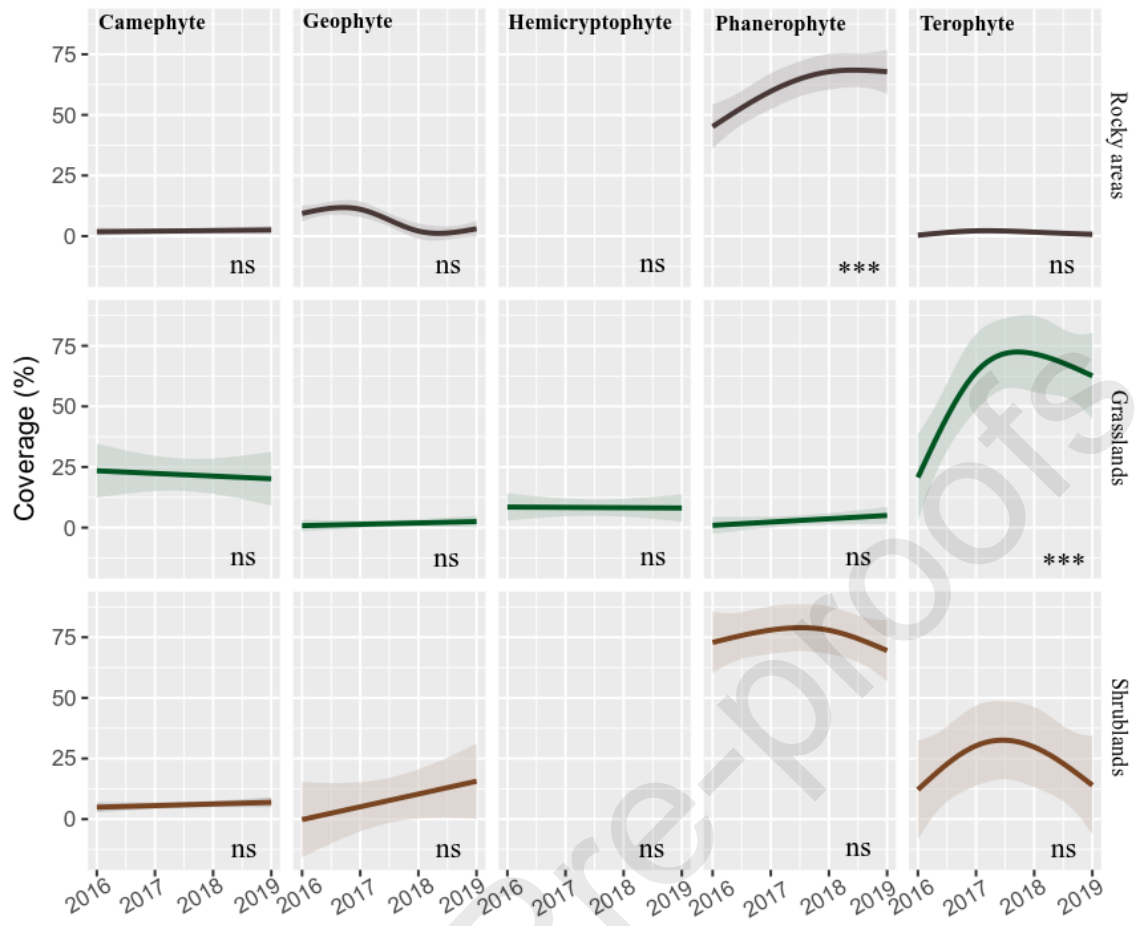 Camephyte Geophyte Hemicryptophyte Phanerophyte Terophyte
75
50
25
0
ns ns ns *** ns
Rocky areas
75
50
25
0
ns ns ns ns ***
Grasslands
Coverage (%)
75
50
25
0
ns ns ns ns ns
Shrublands
2016 2017 2018 2019 2016 2017 2018 2019 2016 2017 2018 2019 2016 2017 2018 2019 2016 2017 2018 2019
Pre-proofs